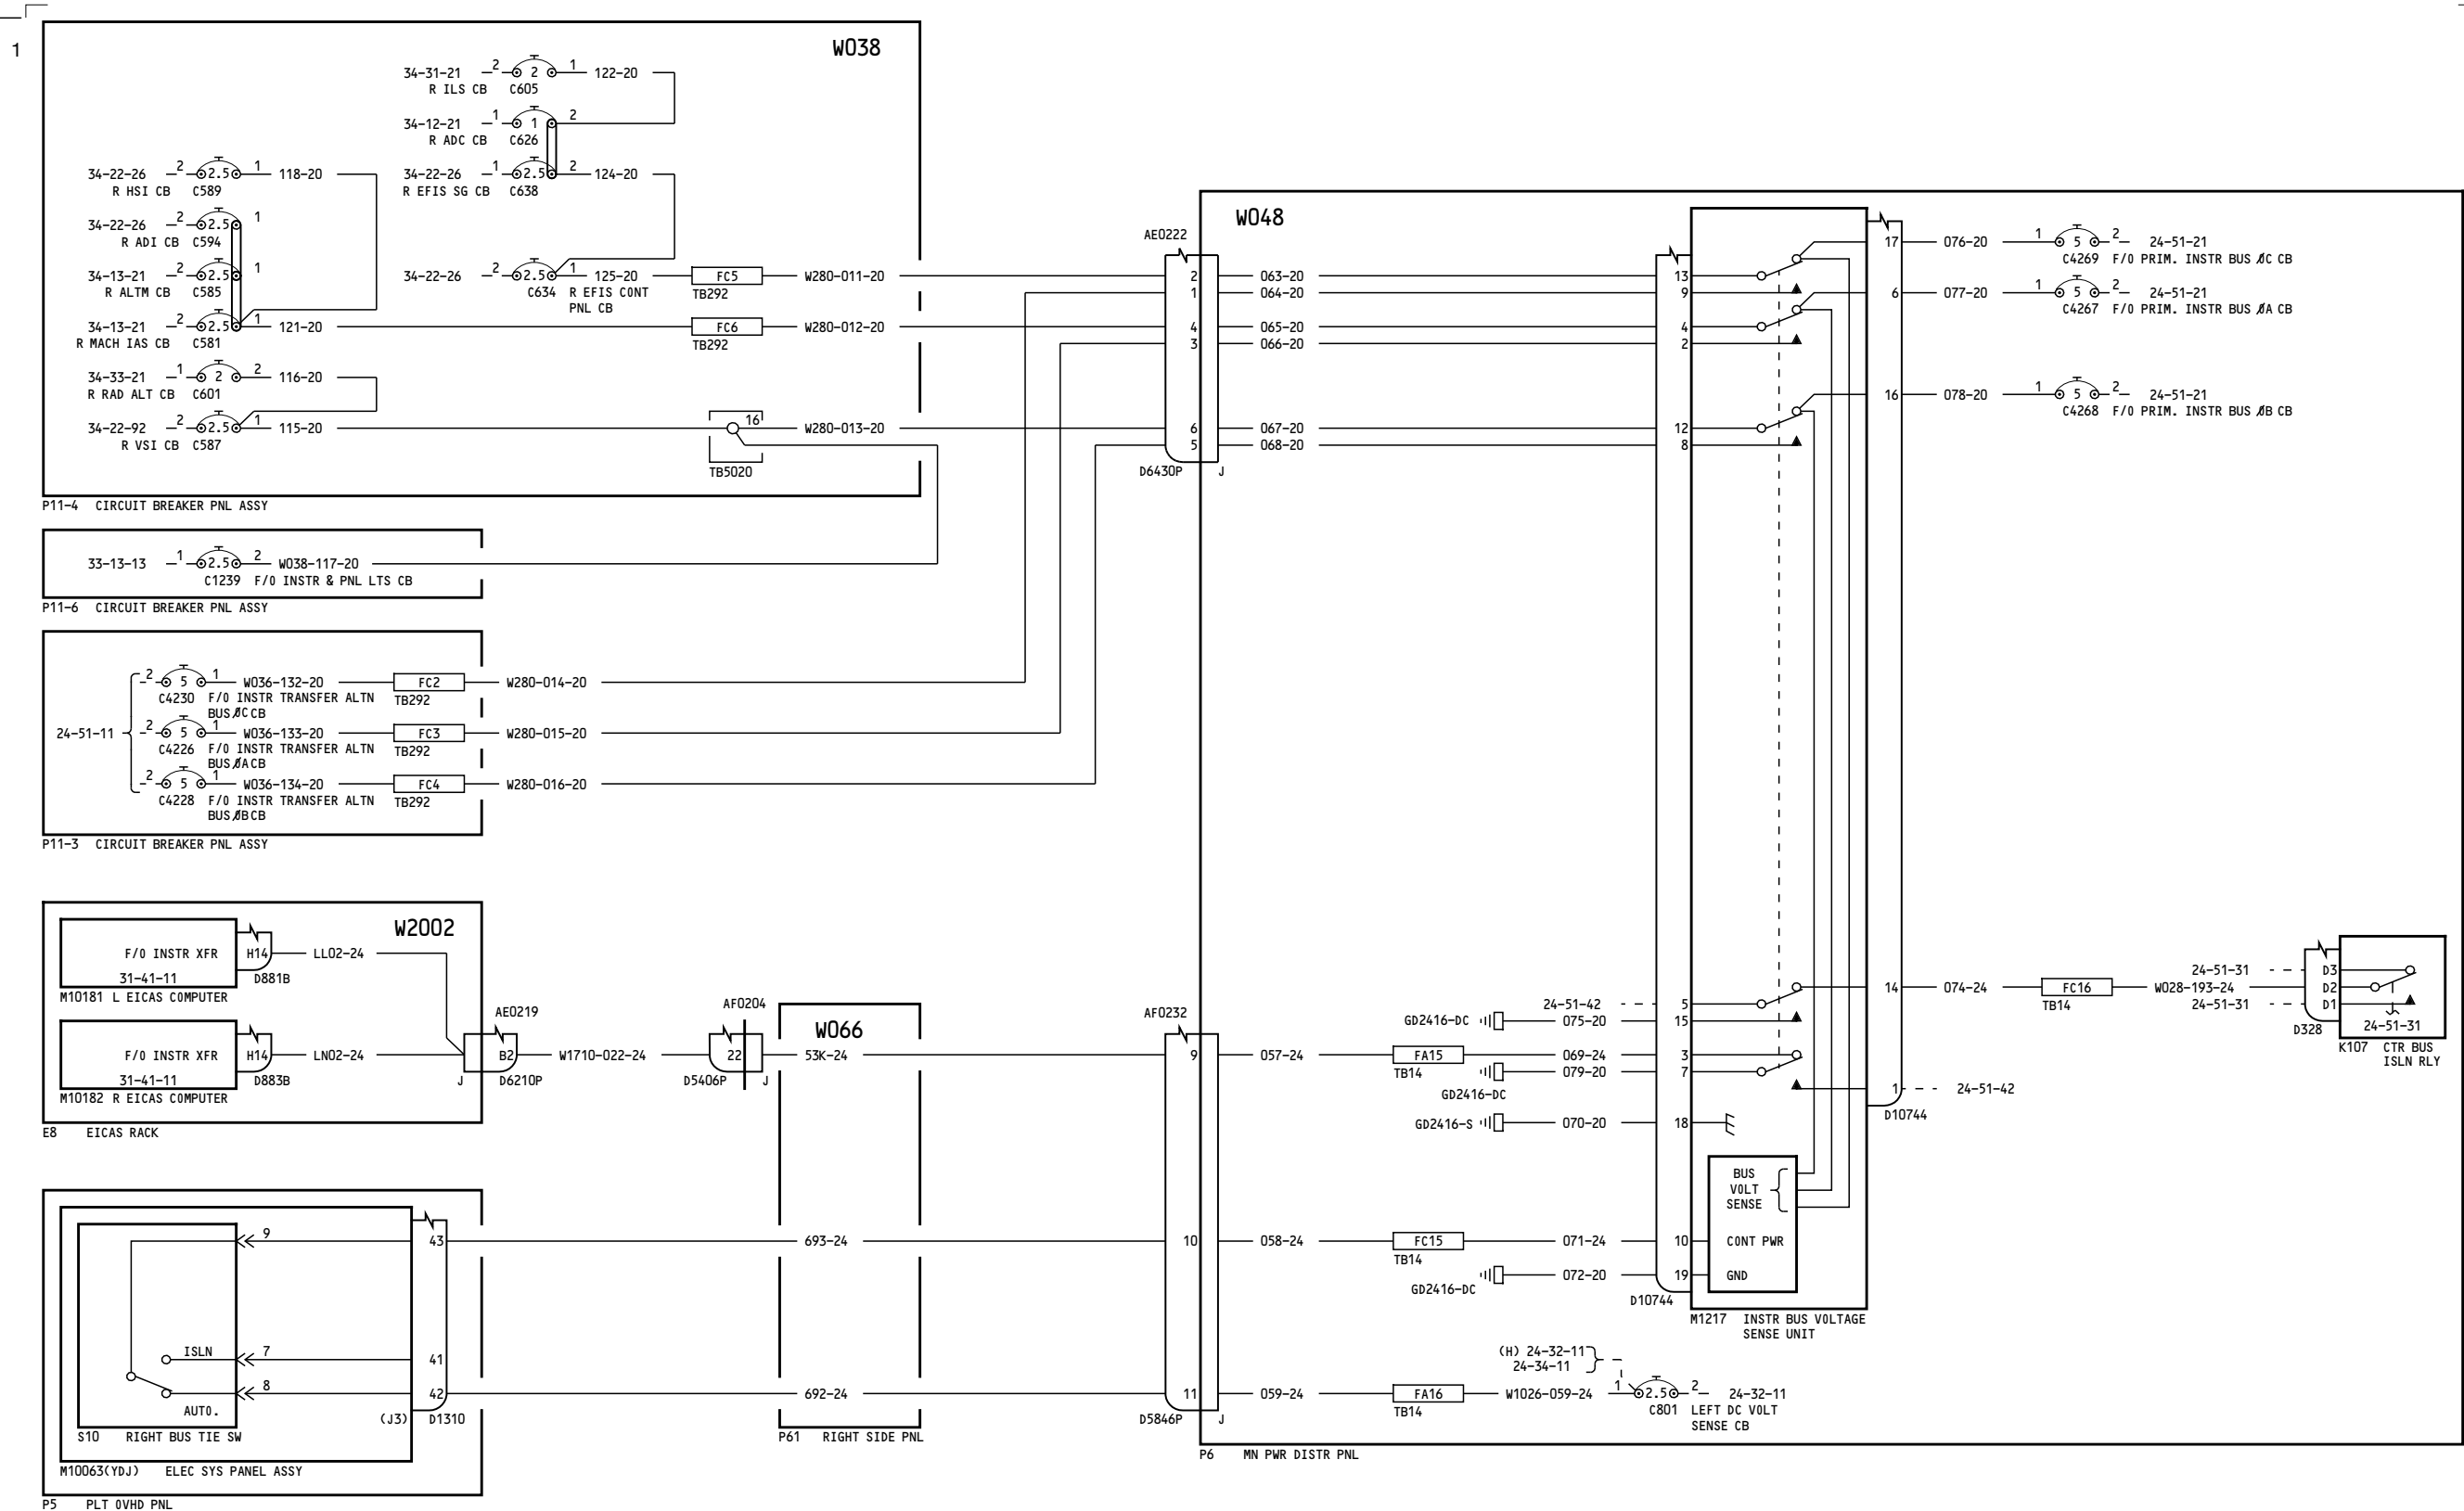 1
W038
34-31-21 2 2 1 122-20
R ILS CB C605
34-12-21 1 1 2
R ADC CB C626
34-22-26 2 2.5 1 118-20
R HSI CB C589
34-22-26 1 2.5 2 124-20
R EFIS SG CB C638
34-22-26 2 2.5 1
R ADI CB C594
34-13-21 2 2.5 1
R ALTM CB C585
34-22-26 2 2.5 1 125-20 FC5 W280-011-20
C634 R EFIS CONT TB292
PNL CB
34-13-21 2 2.5 1 121-20 FC6 W280-012-20
R MACH IAS CB C581 TB292
34-33-21 1 2 2 116-20
R RAD ALT CB C601
34-22-92 2 2.5 1 115-20 16 W280-013-20
R VSI CB C587
TB5020
P11-4 CIRCUIT BREAKER PNL ASSY
33-13-13 1 2.5 2 W038-117-20
C1239 F/O INSTR & PNL LTS CB
P11-6 CIRCUIT BREAKER PNL ASSY
24-51-11
2 5 1 W036-132-20 FC2 W280-014-20
C4230 F/O INSTR TRANSFER ALTN TB292
BUS ØC CB
2 5 1 W036-133-20 FC3 W280-015-20
C4226 F/O INSTR TRANSFER ALTN TB292
BUS ØA CB
2 5 1 W036-134-20 FC4 W280-016-20
C4228 F/O INSTR TRANSFER ALTN TB292
BUS ØB CB
P11-3 CIRCUIT BREAKER PNL ASSY
W2002
F/O INSTR XFR H14 LL02-24
31-41-11 D881B
M10181 L EICAS COMPUTER
F/O INSTR XFR H14 LN02-24
31-41-11 D883B
M10182 R EICAS COMPUTER
E8 EICAS RACK
AE0219
B2 W1710-022-24
J D6210P
AF0204
22
D5406P J
W066
53K-24
9 43 693-24
ISLN 7 41
8 42 692-24
AUTO.
(J3) D1310
S10 RIGHT BUS TIE SW
M10063(YDJ) ELEC SYS PANEL ASSY
P5 PLT OVHD PNL
P61 RIGHT SIDE PNL
W048
AE0222
2 063-20 13
1 064-20 9
4 065-20 4
3 066-20 2
6 067-20 12
5 068-20 8
D6430P J
17 076-20 1 5 2 24-51-21
C4269 F/O PRIM. INSTR BUS ØC CB
6 077-20 1 5 2 24-51-21
C4267 F/O PRIM. INSTR BUS ØA CB
16 078-20 1 5 2 24-51-21
C4268 F/O PRIM. INSTR BUS ØB CB
24-51-42 5
GD2416-DC 075-20 15
AF0232
9 057-24 FA15 069-24 3
TB14 079-20 7
GD2416-DC
GD2416-S 070-20 18
10 058-24 FC15 071-24 10
TB14
GD2416-DC 072-20 19
D10744
BUS
VOLT
SENSE
CONT PWR
GND
M1217 INSTR BUS VOLTAGE
SENSE UNIT
14 074-24 FC16 W028-193-24
TB14
1 24-51-42
D10744
24-51-31 D3
D2
24-51-31 D1
D328
24-51-31
K107 CTR BUS
ISLN RLY
(H) 24-32-11
24-34-11
11 059-24 FA16 W1026-059-24 1 2.5 2 24-32-11
TB14 C801 LEFT DC VOLT
SENSE CB
D5846P J
P6 MN PWR DISTR PNL